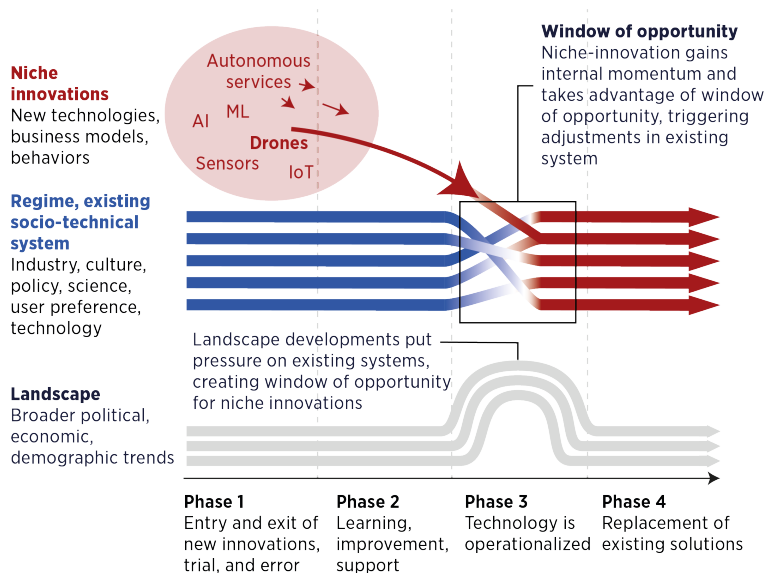 Niche
innovations
New technologies,
business models,
behaviors
Autonomous
services
AI
ML
Drones
Sensors
IoT
Window of opportunity
Niche-innovation gains
internal momentum and
takes advantage of window
of opportunity, triggering
adjustments in existing
system
Regime, existing
socio-technical
system
Industry, culture,
policy, science,
user preference,
technology
Landscape developments put
pressure on existing systems,
creating window of opportunity
for niche innovations
Landscape
Broader political,
economic,
demographic trends
Phase 1
Entry and exit of
new innovations,
trial, and error
Phase 2
Learning,
improvement,
support
Phase 3
Technology is
operationalized
Phase 4
Replacement of
existing solutions